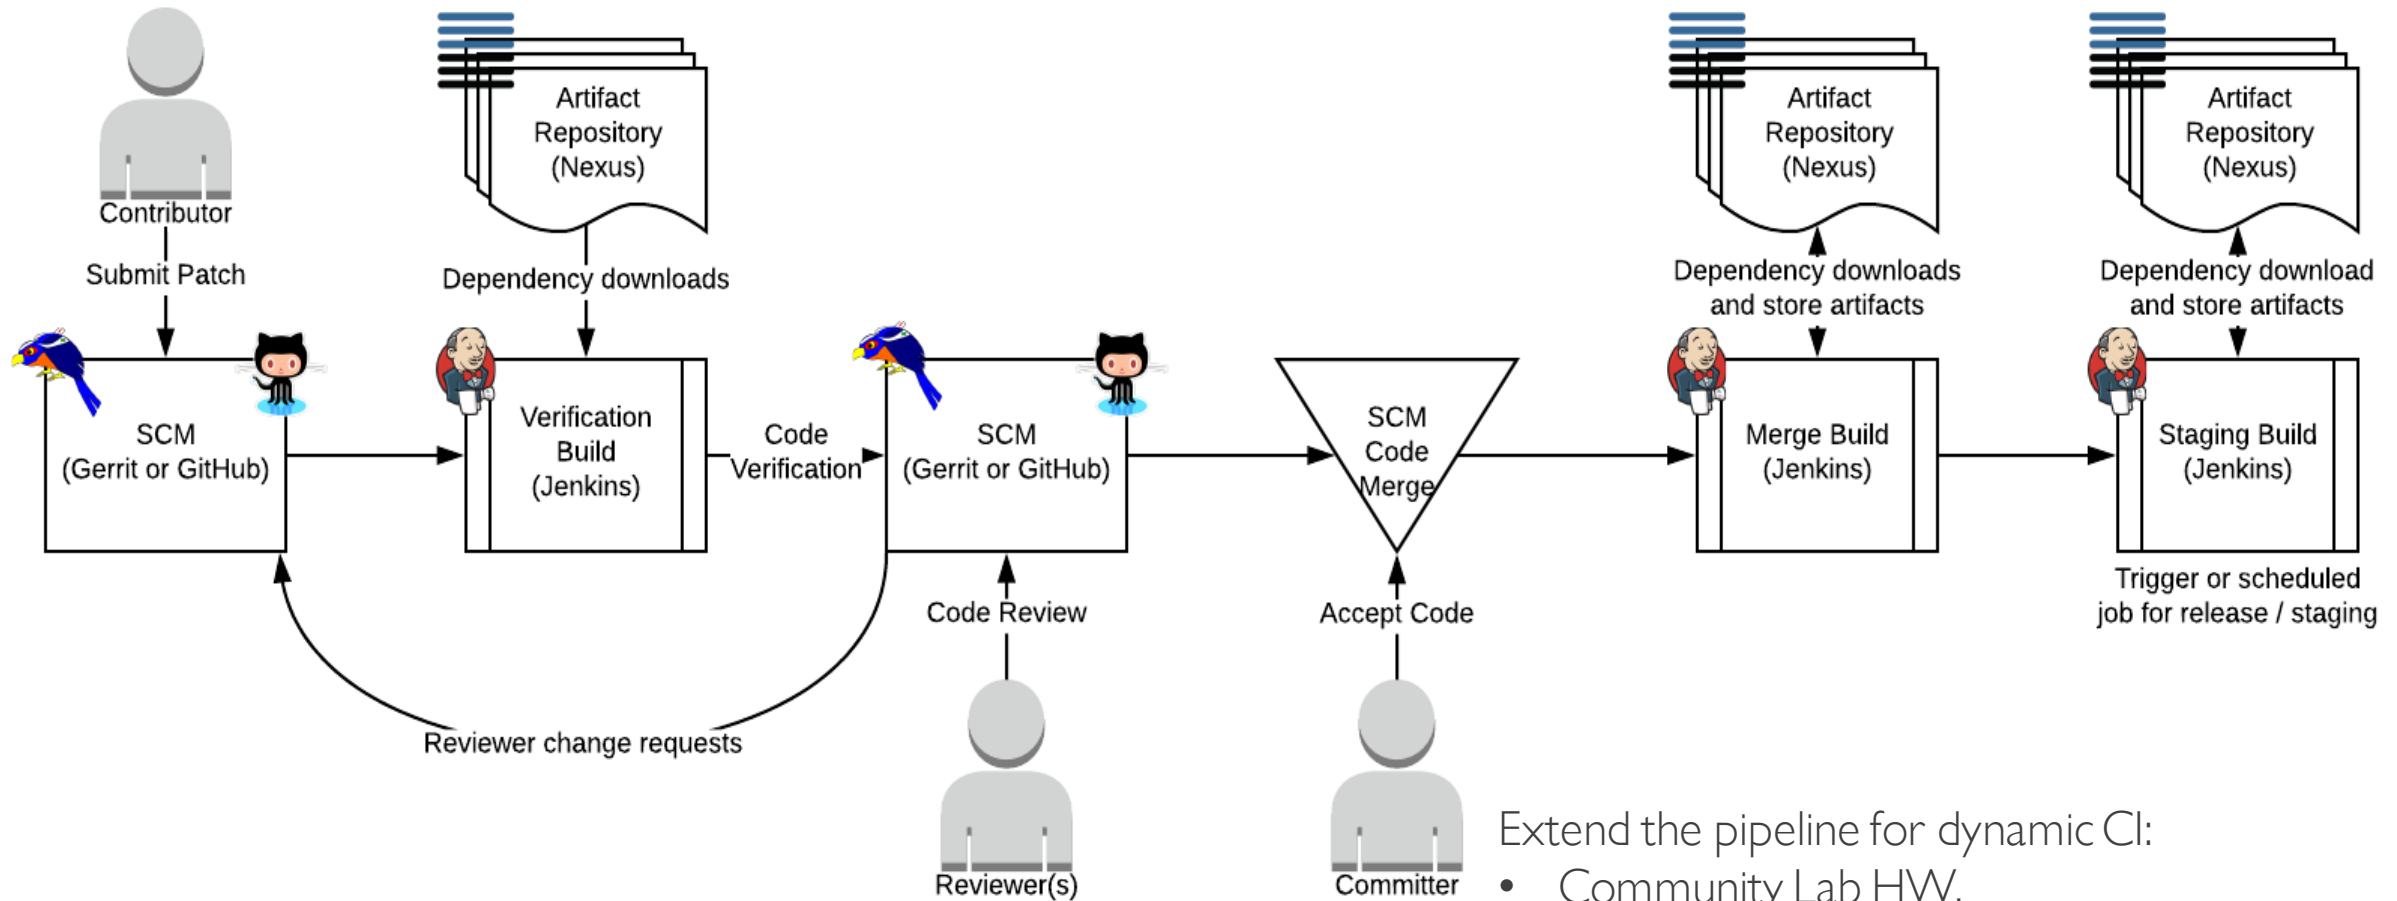 Contributor
Submit Patch
SCM
(Gerrit or GitHub)
Artifact
Repository
(Nexus)
Dependency downloads
Verification
Build
(Jenkins)
Code
Verification
SCM
(Gerrit or GitHub)
Reviewer change requests
Code Review
Reviewer(s)
SCM
Code
Merge
Accept Code
Committer
Artifact
Repository
(Nexus)
Dependency downloads
and store artifacts
Merge Build
(Jenkins)
Artifact
Repository
(Nexus)
Dependency download
and store artifacts
Staging Build
(Jenkins)
Trigger or scheduled
job for release / staging
Extend the pipeline for dynamic CI:
• Community Lab HW.